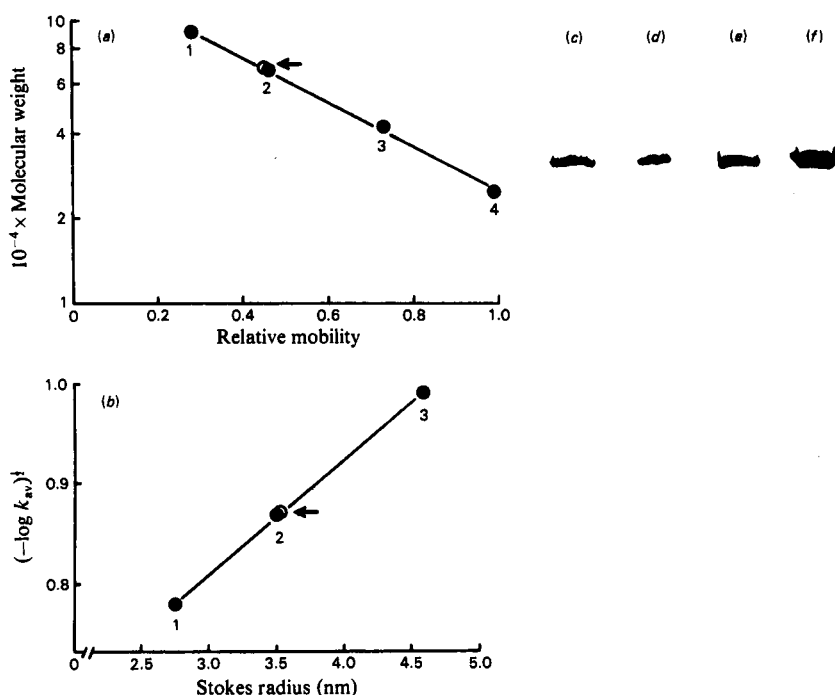 10
8
6
4
2
1
10⁻⁴ × Molecular weight
(a)
1
2
3
4
0 0.2 0.4 0.6 0.8 1.0
Relative mobility
(c) (d) (e) (f)
1.0
0.9
0.8
0
(−log kav)½
(b)
1
2
3
2.5 3.0 3.5 4.0 4.5 5.0
Stokes radius (nm)